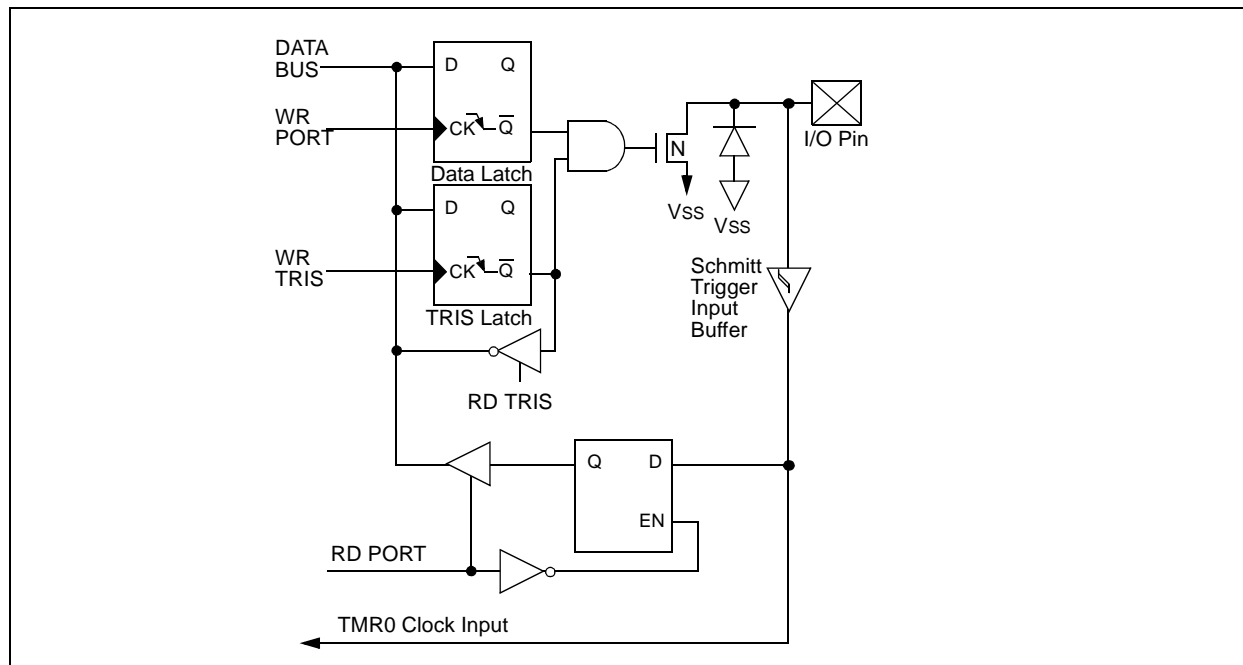 DATA
BUS
D
Q
WR
PORT
CK
Q̅
N
I/O Pin
Data Latch
VSS
VSS
D
Q
WR
TRIS
CK
Q̅
Schmitt
Trigger
Input
Buffer
TRIS Latch
RD TRIS
Q
D
EN
RD PORT
TMR0 Clock Input